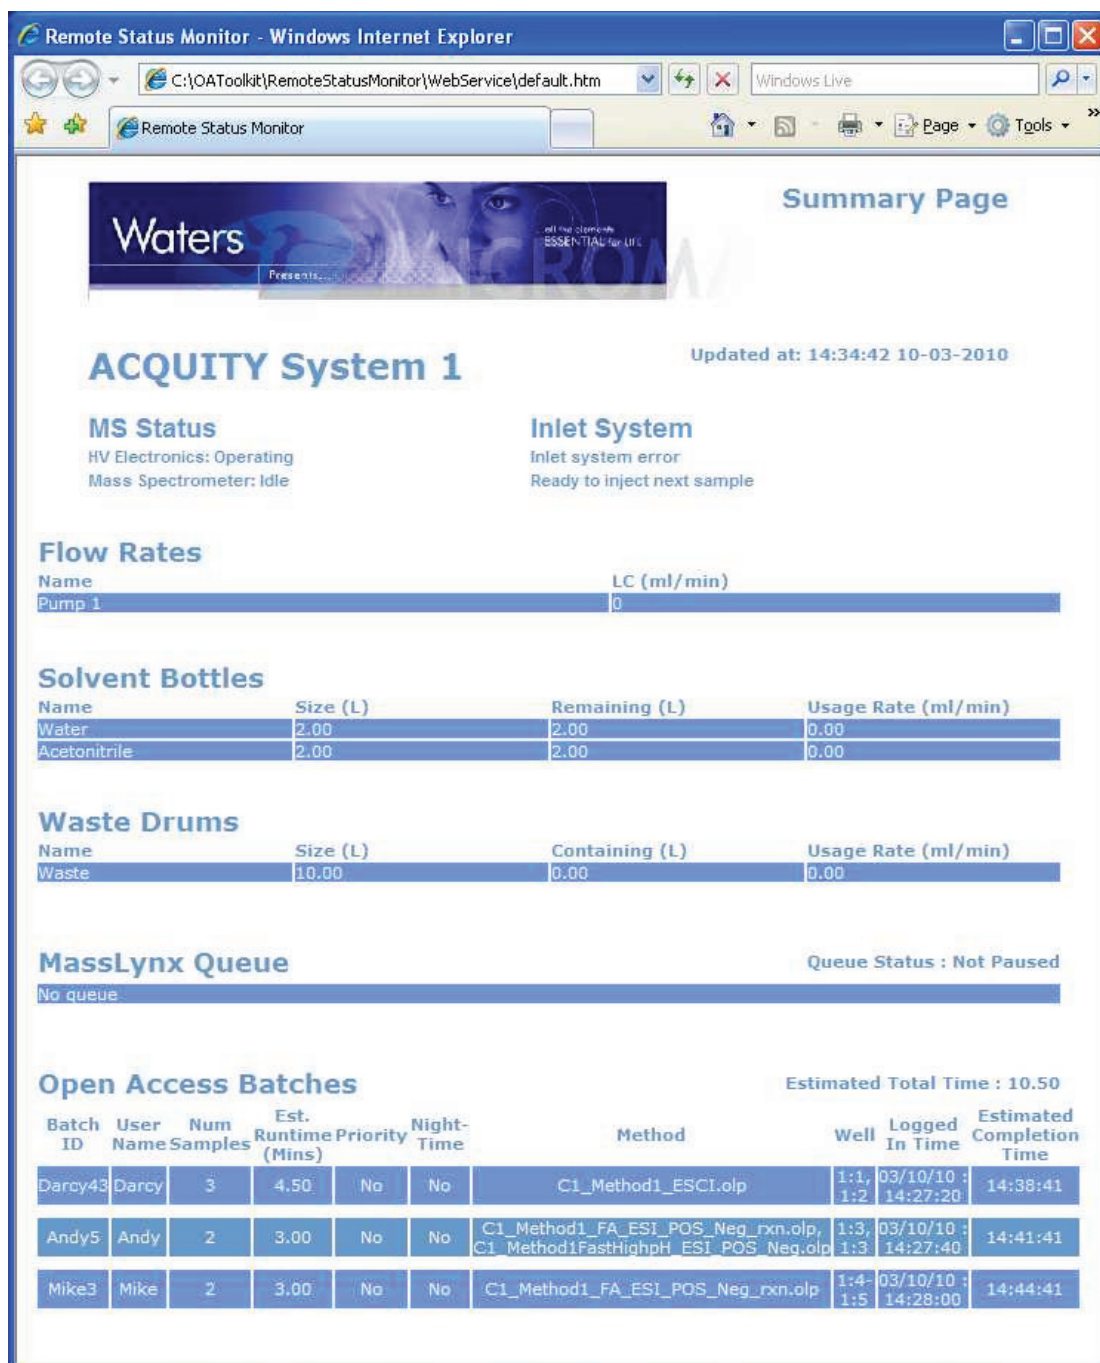 Remote Status Monitor - Windows Internet Explorer
C:\OAToolkit\RemoteStatusMonitor\WebService\default.htm Windows Live
Remote Status Monitor Page Tools
Waters
Presents...
...all the elements
ESSENTIAL for LIFE
MICROMA
Summary Page
ACQUITY System 1
Updated at: 14:34:42 10-03-2010
MS Status
HV Electronics: Operating
Mass Spectrometer: Idle
Inlet System
Inlet system error
Ready to inject next sample
Flow Rates
Name LC (ml/min)
Pump 1 0
Solvent Bottles
Name Size (L) Remaining (L) Usage Rate (ml/min)
Water 2.00 2.00 0.00
Acetonitrile 2.00 2.00 0.00
Waste Drums
Name Size (L) Containing (L) Usage Rate (ml/min)
Waste 10.00 0.00 0.00
MassLynx Queue Queue Status : Not Paused
No queue
Open Access Batches Estimated Total Time : 10.50
Batch ID User Name Num Samples Est. Runtime (Mins) Priority Night-Time Method Well Logged In Time Estimated Completion Time
Darcy43 Darcy 3 4.50 No No C1_Method1_ESCI.olp 1:1, 1:2 03/10/10 : 14:27:20 14:38:41
Andy5 Andy 2 3.00 No No C1_Method1_FA_ESI_POS_Neg_rxn.olp, C1_Method1FastHighpH_ESI_POS_Neg.olp 1:3, 1:3 03/10/10 : 14:27:40 14:41:41
Mike3 Mike 2 3.00 No No C1_Method1_FA_ESI_POS_Neg_rxn.olp 1:4-1:5 03/10/10 : 14:28:00 14:44:41